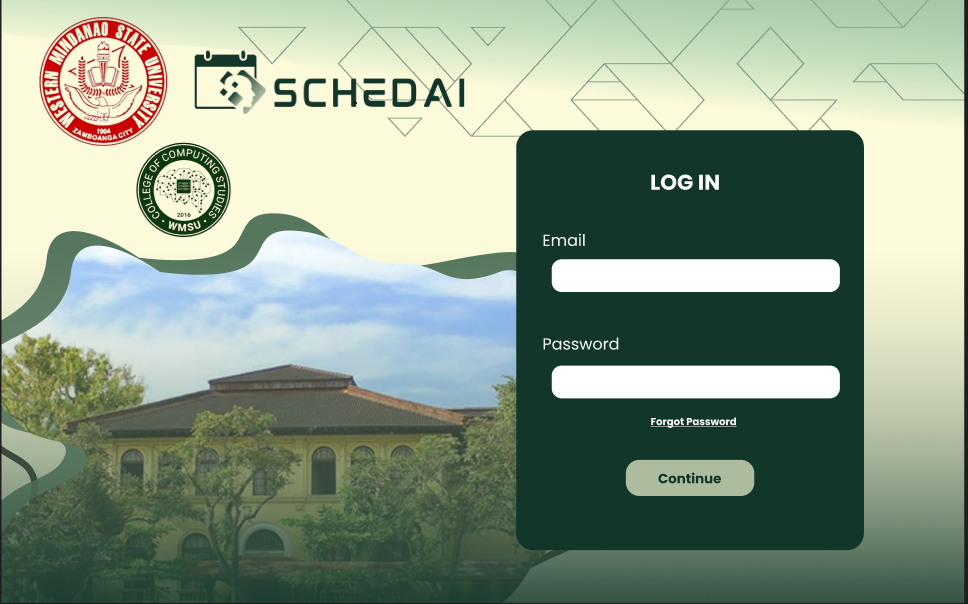 WESTERN MINDANAO STATE UNIVERSITY
1904
ZAMBOANGA CITY
SCHEDAI
COLLEGE OF COMPUTING STUDIES
2016
WMSU
LOG IN
Email
Password
Forgot Password
Continue